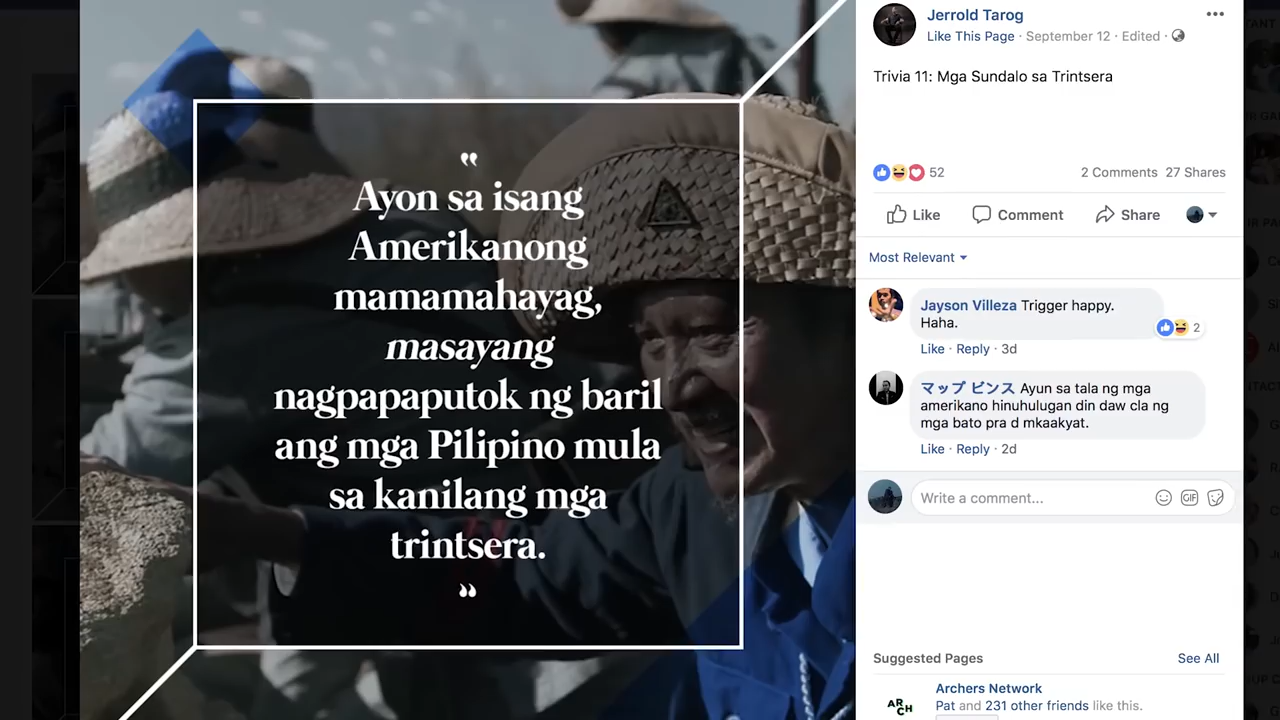 “
Ayon sa isang
Amerikanong
mamamahayag,
masayang
nagpapaputok ng baril
ang mga Pilipino mula
sa kanilang mga
trintsera.
”
Jerrold Tarog
Like This Page · September 12 · Edited ·
Trivia 11: Mga Sundalo sa Trintsera
52
2 Comments 27 Shares
Like Comment Share
Most Relevant
Jayson Villeza Trigger happy.
Haha.
2
Like · Reply · 3d
マップ ビンス Ayun sa tala ng mga
amerikano hinuhulugan din daw cla ng
mga bato pra d mkaakyat.
Like · Reply · 2d
Write a comment...
GIF
Suggested Pages See All
ARCH
Archers Network
Pat and 231 other friends like this.